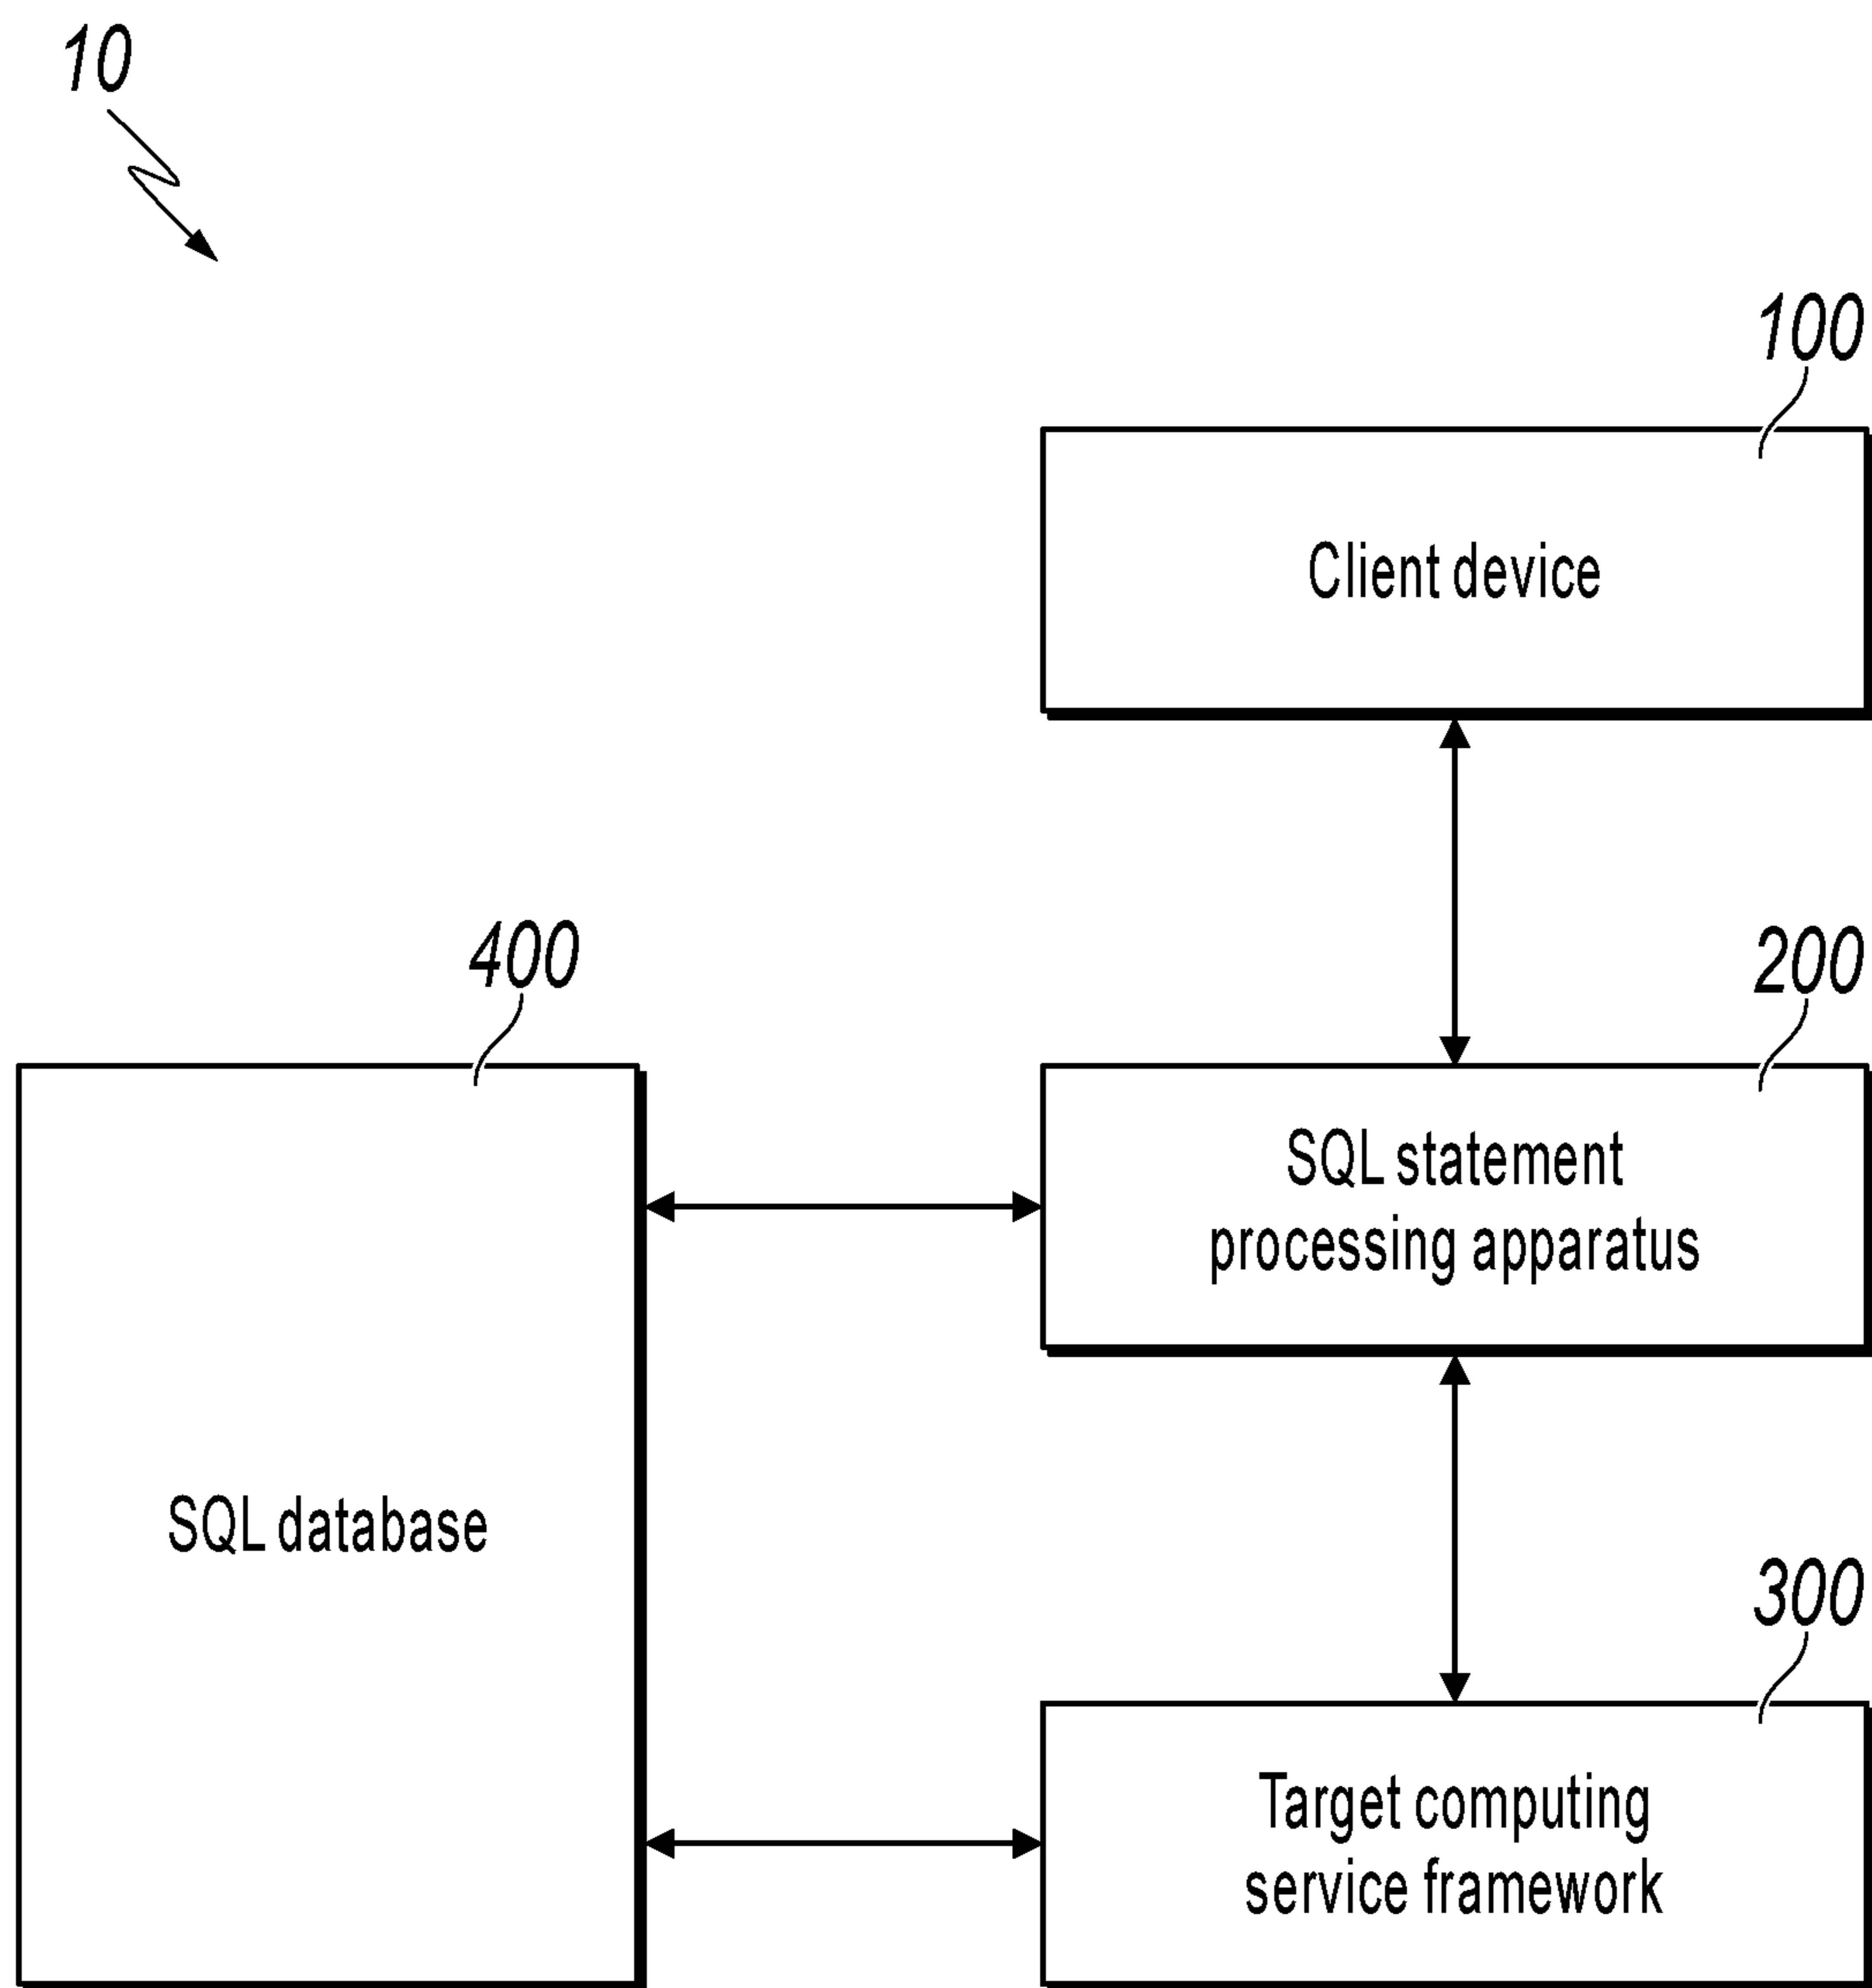 10
100
Client device
400
200
SQL statement
processing apparatus
SQL database
300
Target computing
service framework